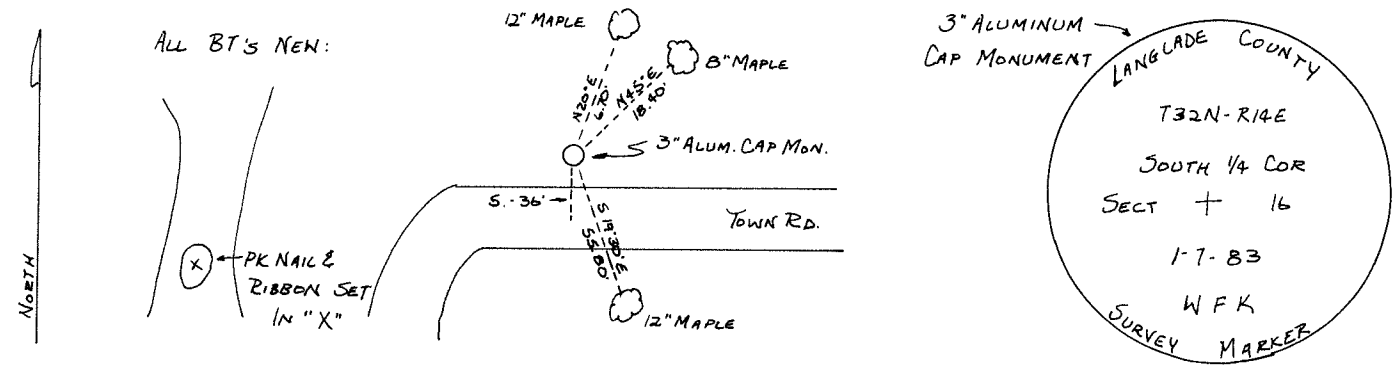 ALL BT'S NEW:
NORTH
PK NAIL &
RIBBON SET
IN "X"
X
12" MAPLE
8" MAPLE
N20°E
6.70'
N45°E
18.40'
3" ALUM. CAP MON.
S.-36'
S 19°30'E
55.80'
TOWN RD.
12" MAPLE
3" ALUMINUM
CAP MONUMENT
LANGLADE COUNTY
T32N-R14E
SOUTH 1/4 COR
SECT + 16
1-7-83
WFK
SURVEY MARKER